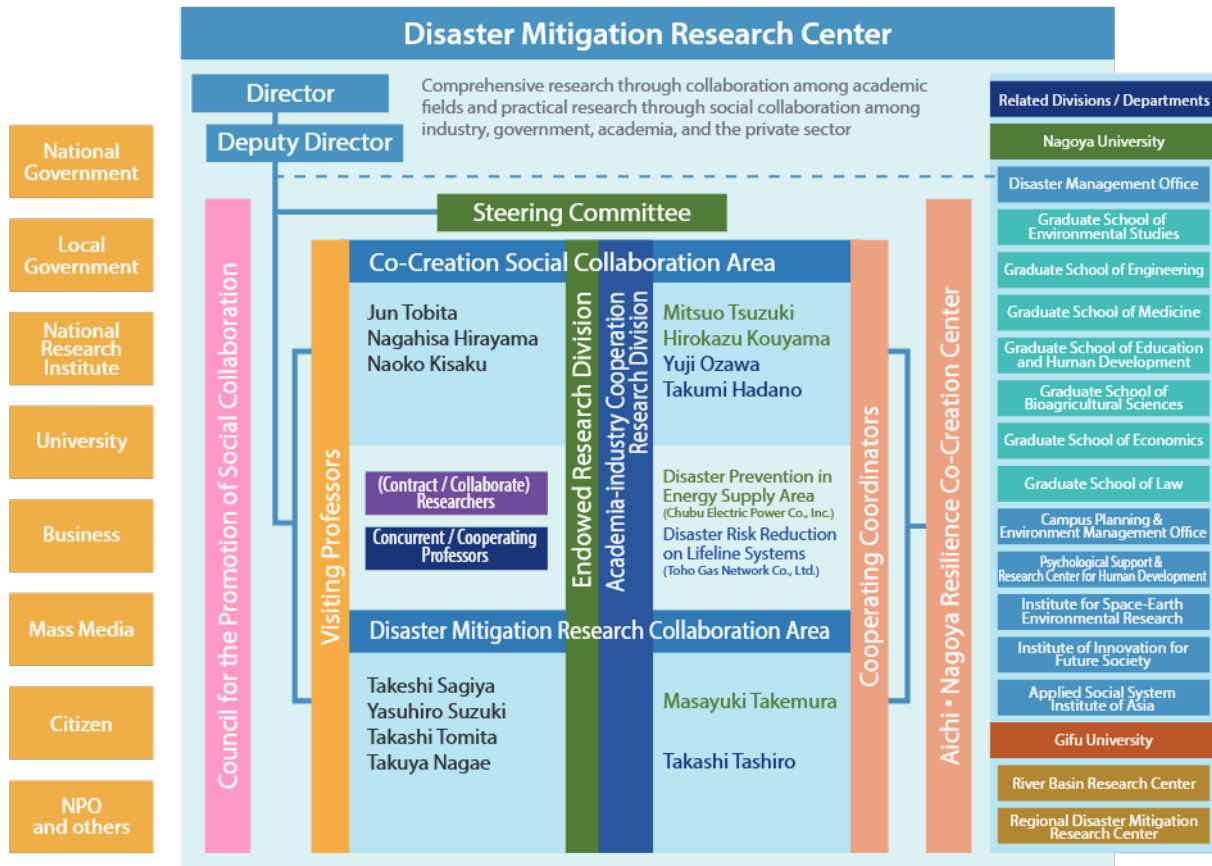 Disaster Mitigation Research Center
Director
Deputy Director
Comprehensive research through collaboration among academic
fields and practical research through social collaboration among
industry, government, academia, and the private sector
National
Government
Local
Government
National
Research
Institute
University
Business
Mass Media
Citizen
NPO
and others
Council for the Promotion of Social Collaboration
Steering Committee
Visiting Professors
Co-Creation Social Collaboration Area
Jun Tobita
Nagahisa Hirayama
Naoko Kisaku
Endowed Research Division
Academia-industry Cooperation
Research Division
Mitsuo Tsuzuki
Hirokazu Kouyama
Yuji Ozawa
Takumi Hadano
(Contract / Collaborate)
Researchers
Concurrent / Cooperating
Professors
Disaster Prevention in
Energy Supply Area
(Chubu Electric Power Co., Inc.)
Disaster Risk Reduction
on Lifeline Systems
(Toho Gas Network Co., Ltd.)
Disaster Mitigation Research Collaboration Area
Takeshi Sagiya
Yasuhiro Suzuki
Takashi Tomita
Takuya Nagae
Masayuki Takemura
Takashi Tashiro
Cooperating Coordinators
Aichi・Nagoya Resilience Co-Creation Center
Related Divisions / Departments
Nagoya University
Disaster Management Office
Graduate School of
Environmental Studies
Graduate School of Engineering
Graduate School of Medicine
Graduate School of Education
and Human Development
Graduate School of
Bioagricultural Sciences
Graduate School of Economics
Graduate School of Law
Campus Planning &
Environment Management Office
Psychological Support &
Research Center for Human Development
Institute for Space-Earth
Environmental Research
Institute of Innovation for
Future Society
Applied Social System
Institute of Asia
Gifu University
River Basin Research Center
Regional Disaster Mitigation
Research Center